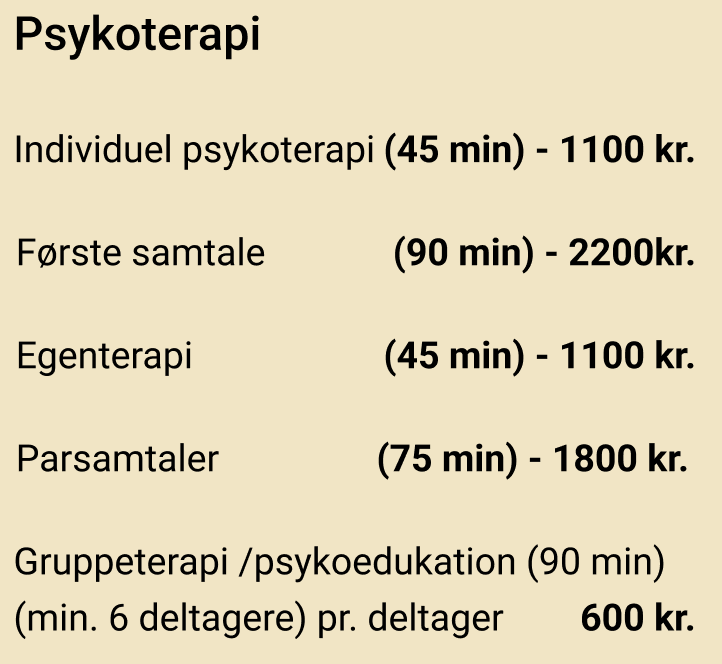 Psykoterapi
Individuel psykoterapi (45 min) - 1100 kr.
Første samtale (90 min) - 2200kr.
Egenterapi (45 min) - 1100 kr.
Parsamtaler (75 min) - 1800 kr.
Gruppeterapi /psykoedukation (90 min)
(min. 6 deltagere) pr. deltager 600 kr.